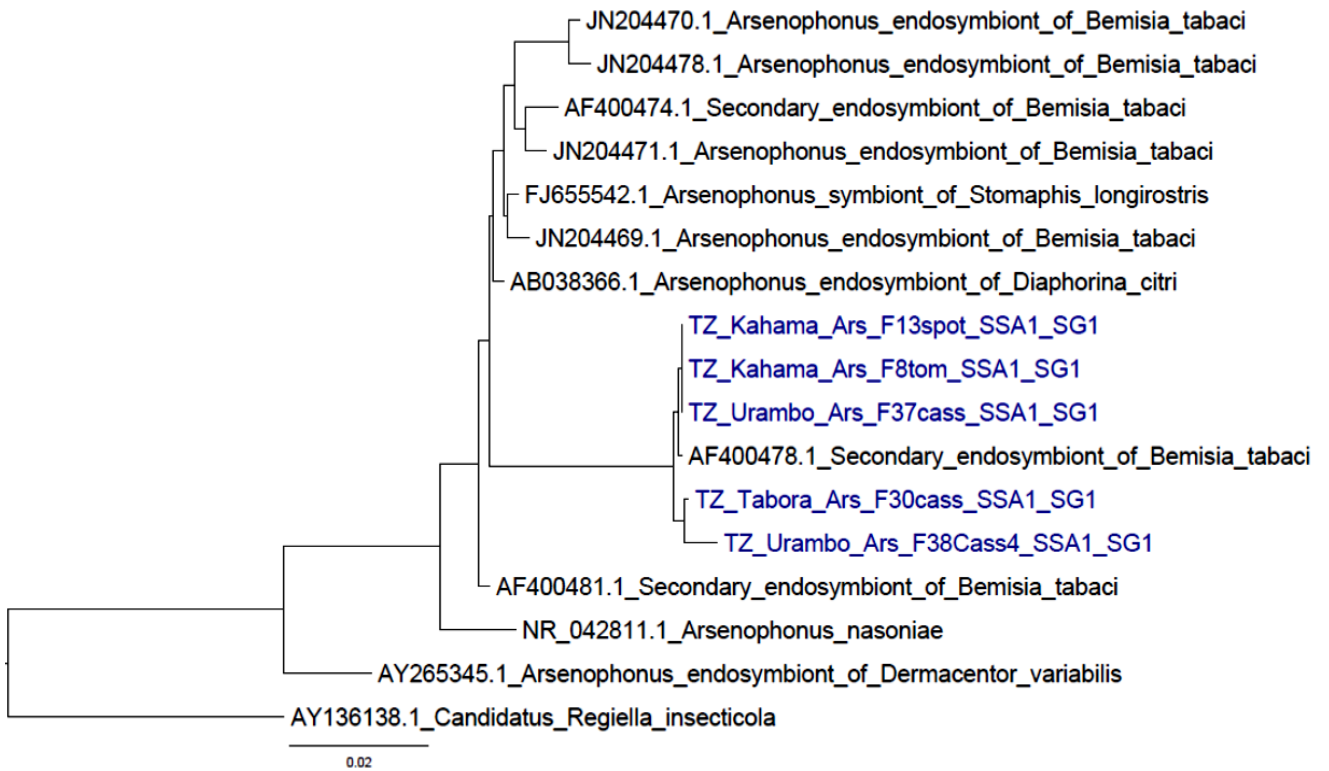 JN204470.1_Arsenophonus_endosymbiont_of_Bemisia_tabaci
JN204478.1_Arsenophonus_endosymbiont_of_Bemisia_tabaci
AF400474.1_Secondary_endosymbiont_of_Bemisia_tabaci
JN204471.1_Arsenophonus_endosymbiont_of_Bemisia_tabaci
FJ655542.1_Arsenophonus_symbiont_of_Stomaphis_longirostris
JN204469.1_Arsenophonus_endosymbiont_of_Bemisia_tabaci
AB038366.1_Arsenophonus_endosymbiont_of_Diaphorina_citri
TZ_Kahama_Ars_F13spot_SSA1_SG1
TZ_Kahama_Ars_F8tom_SSA1_SG1
TZ_Urambo_Ars_F37cass_SSA1_SG1
AF400478.1_Secondary_endosymbiont_of_Bemisia_tabaci
TZ_Tabora_Ars_F30cass_SSA1_SG1
TZ_Urambo_Ars_F38Cass4_SSA1_SG1
AF400481.1_Secondary_endosymbiont_of_Bemisia_tabaci
NR_042811.1_Arsenophonus_nasoniae
AY265345.1_Arsenophonus_endosymbiont_of_Dermacentor_variabilis
AY136138.1_Candidatus_Regiella_insecticola
0.02